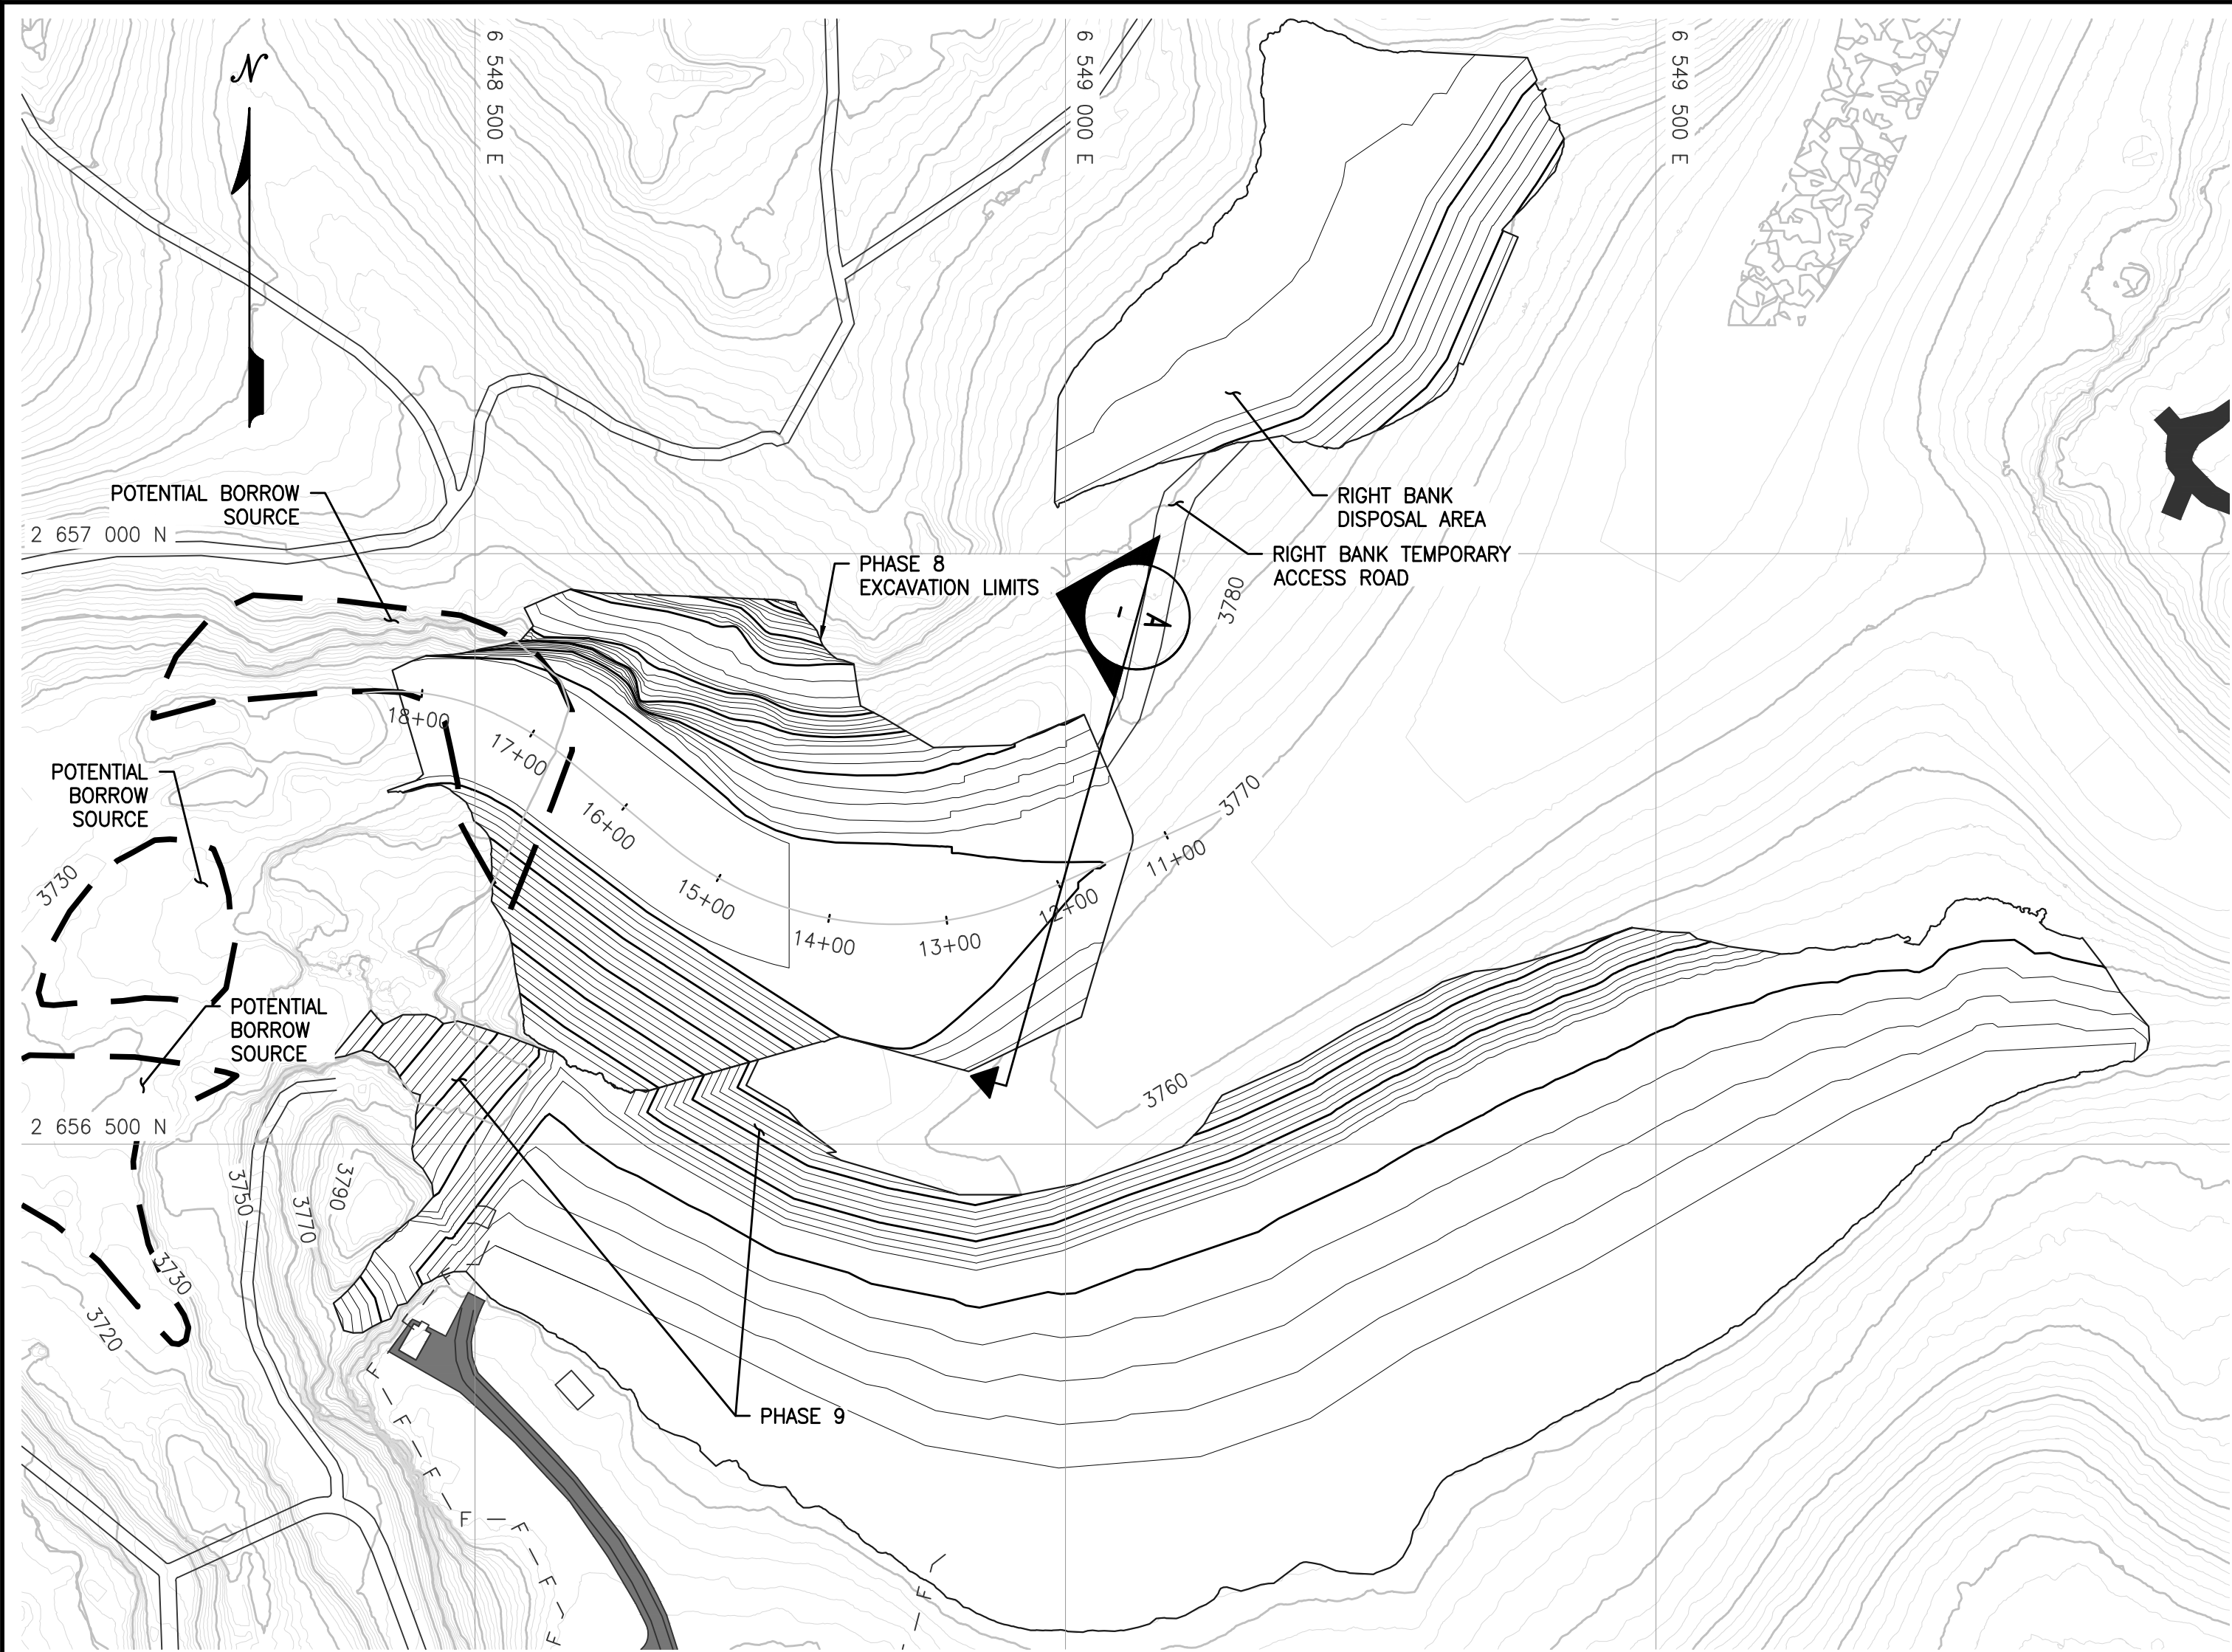 6 548 500 E
6 549 000 E
6 549 500 E
N
POTENTIAL BORROW
SOURCE
2 657 000 N
RIGHT BANK
DISPOSAL AREA
RIGHT BANK TEMPORARY
ACCESS ROAD
PHASE 8
EXCAVATION LIMITS
A
-
3780
18+00
17+00
16+00
15+00
14+00
13+00
12+00
11+00
3770
3760
POTENTIAL
BORROW
SOURCE
3730
POTENTIAL
BORROW
SOURCE
2 656 500 N
3750
3770
3790
3730
3720
PHASE 9
F
F
F
F
F
F
F
F
F
F